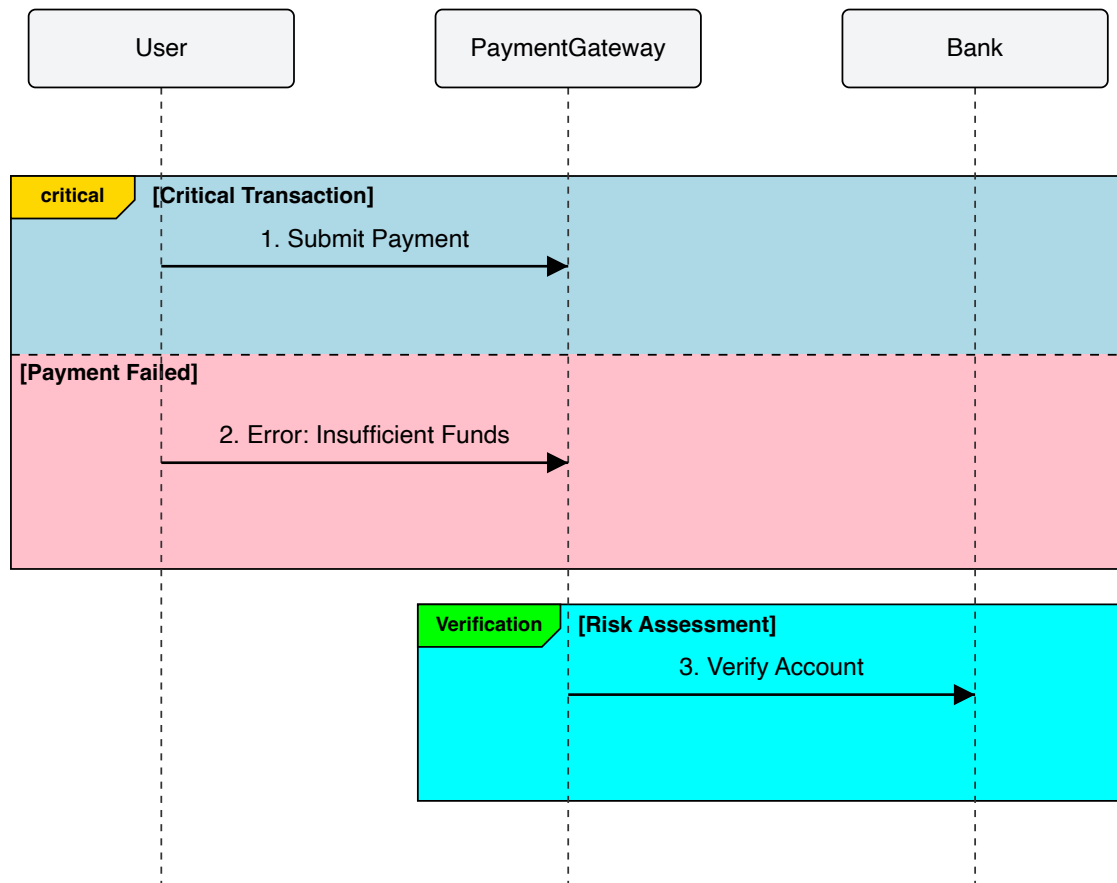 User
PaymentGateway
Bank
critical
[Critical Transaction]
1. Submit Payment
[Payment Failed]
2. Error: Insufficient Funds
Verification
[Risk Assessment]
3. Verify Account